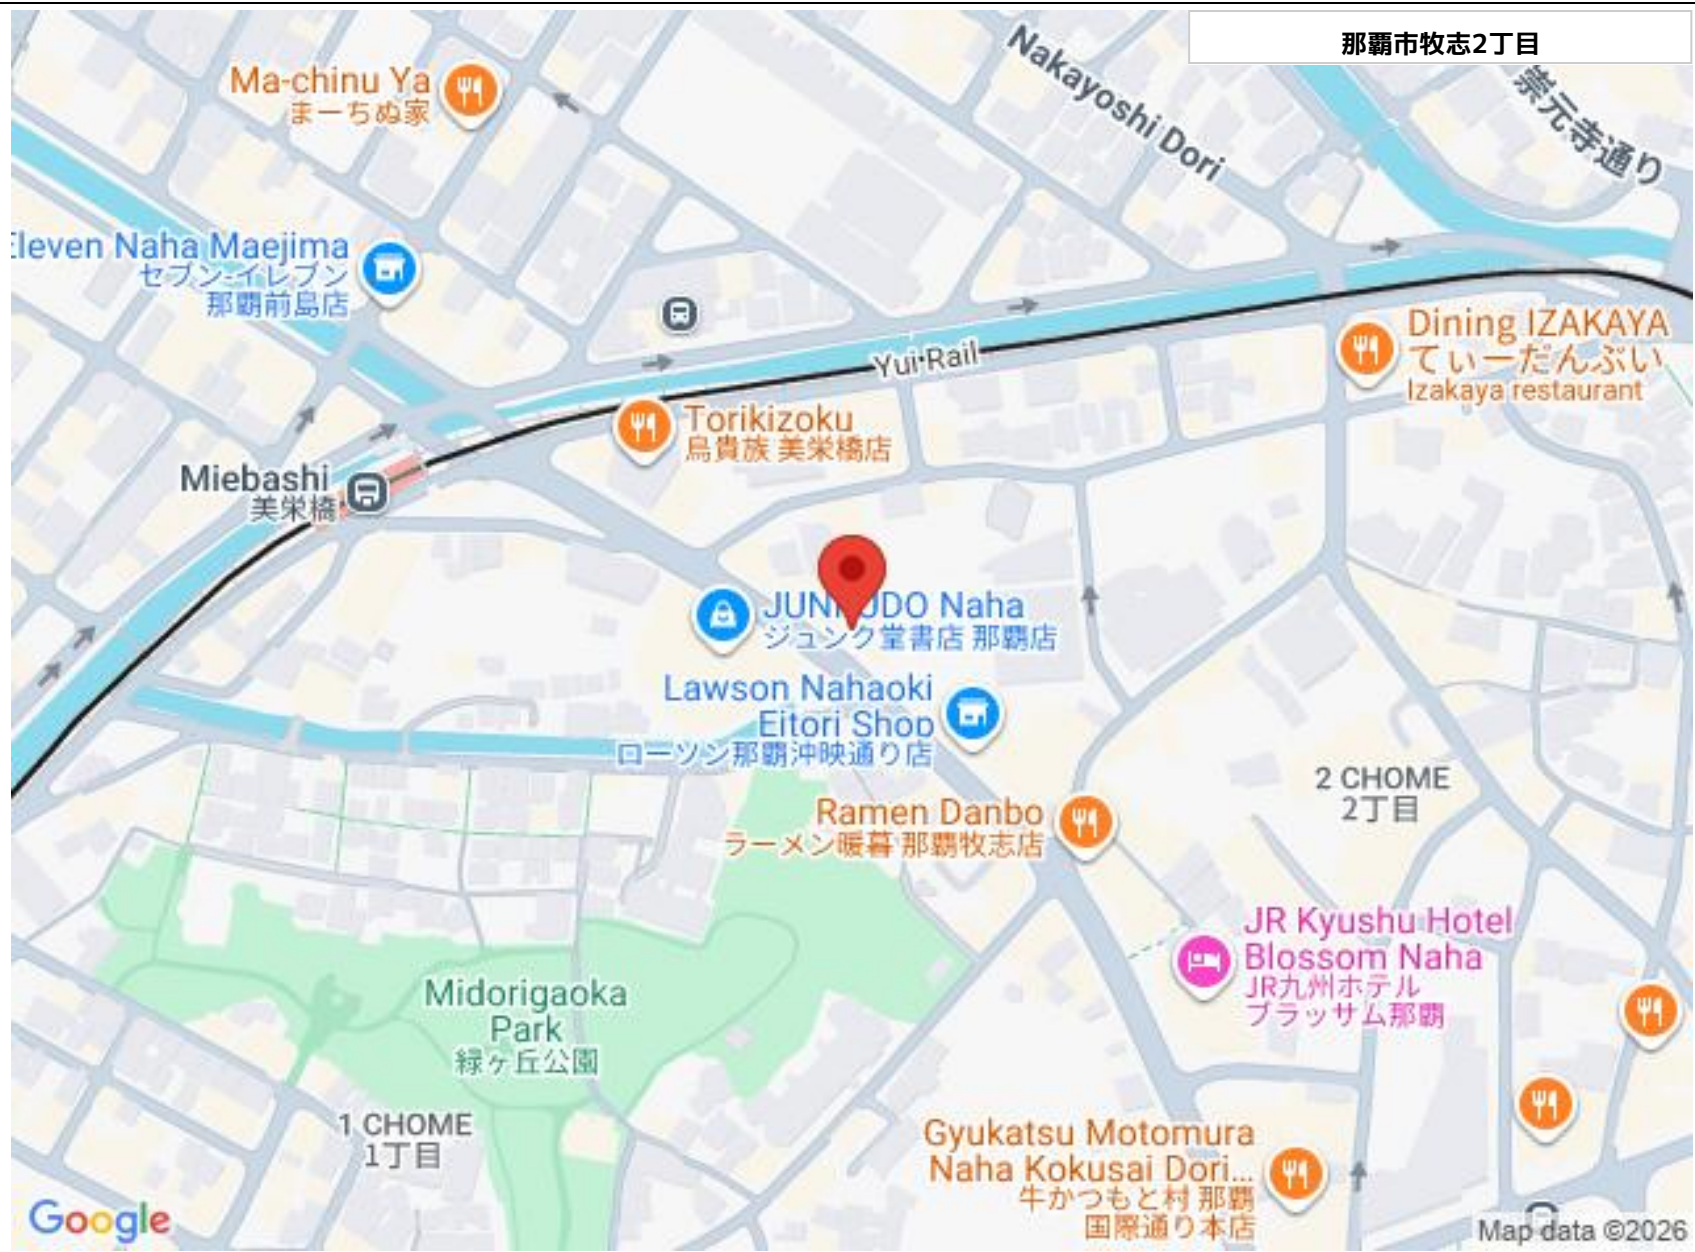 那覇市牧志2丁目
Nakayoshi Dori
崇元寺通り
Ma-chinu Ya
まーちぬ家
Eleven Naha Maejima
セブン-イレブン
那覇前島店
Yui Rail
Dining IZAKAYA
てぃーだんぶい
Izakaya restaurant
Torikizoku
鳥貴族 美栄橋店
Miebashi
美栄橋
JUNKUDO Naha
ジュンク堂書店 那覇店
Lawson Nahaoki
Eitori Shop
ローソン那覇沖映通り店
2 CHOME
2丁目
Ramen Danbo
ラーメン暖暮 那覇牧志店
JR Kyushu Hotel
Blossom Naha
JR九州ホテル
ブラッサム那覇
Midorigaoka
Park
緑ヶ丘公園
1 CHOME
1丁目
Gyukatsu Motomura
Naha Kokusai Dori...
牛かつもと村 那覇
国際通り本店
Google
Map data ©2026